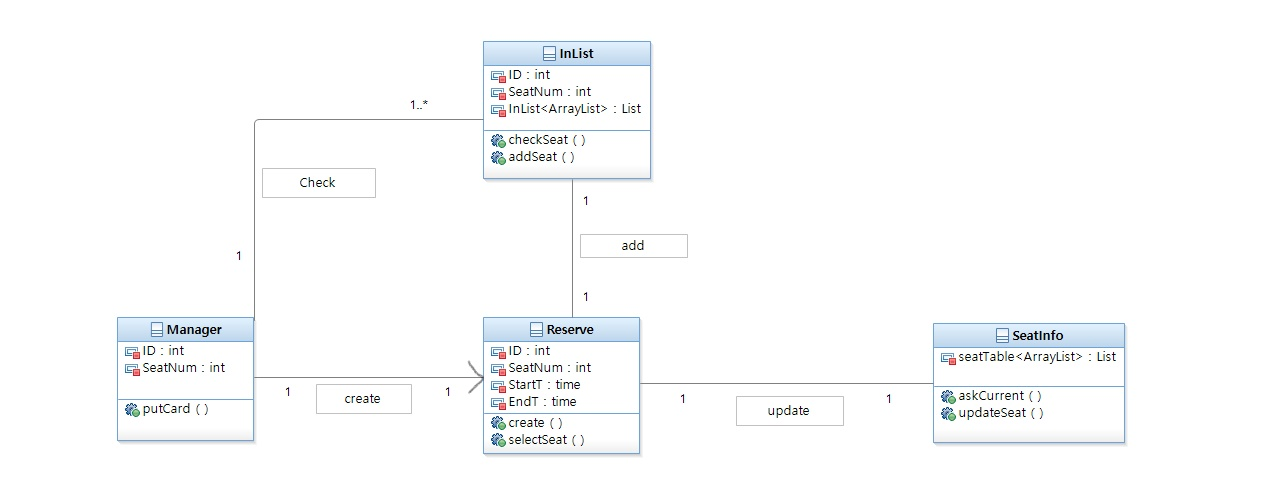 InList
ID : int
SeatNum : int
InList<ArrayList> : List
checkSeat ( )
addSeat ( )
1..*
Check
1
1
add
1
Manager
ID : int
SeatNum : int
putCard ( )
1
create
1
Reserve
ID : int
SeatNum : int
StartT : time
EndT : time
create ( )
selectSeat ( )
1
update
1
SeatInfo
seatTable<ArrayList> : List
askCurrent ( )
updateSeat ( )